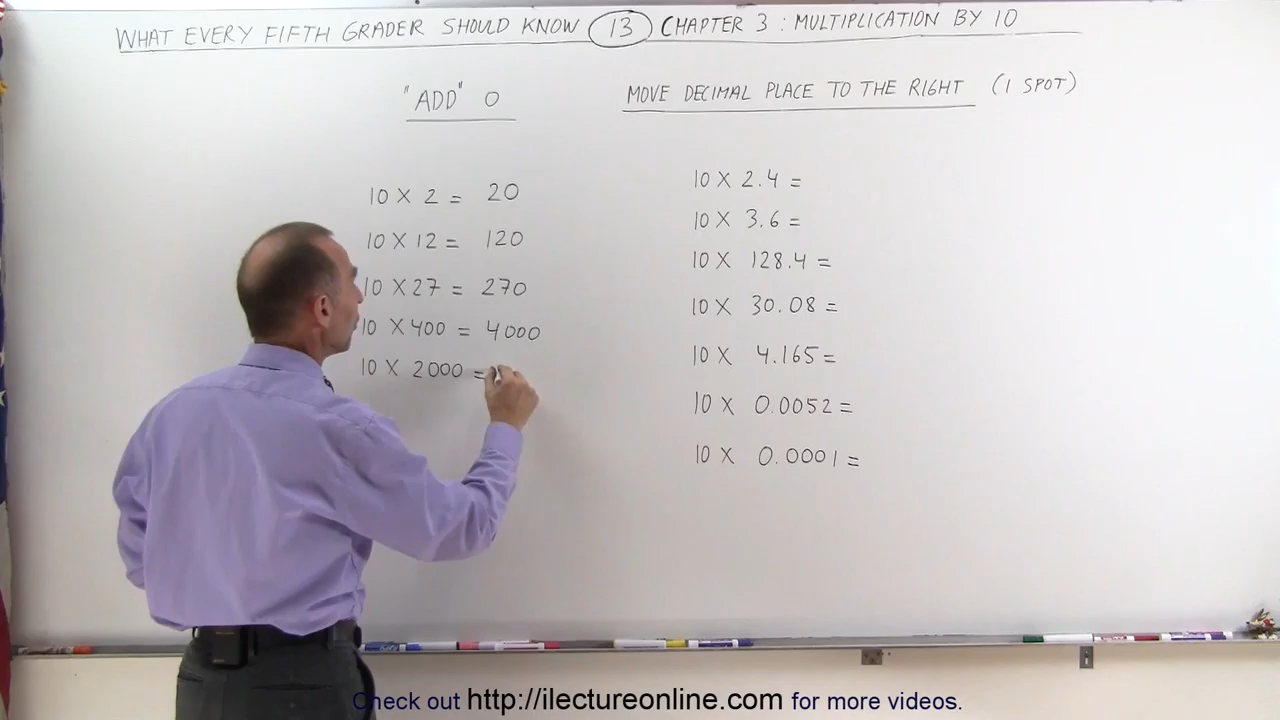 WHAT EVERY FIFTH GRADER SHOULD KNOW 13 CHAPTER 3 : MULTIPLICATION BY 10
"ADD" 0
10 X 2 = 20
10 X 12 = 120
10 X 27 = 270
10 X 400 = 4000
10 X 2000 =
MOVE DECIMAL PLACE TO THE RIGHT (1 SPOT)
10 X 2.4 =
10 X 3.6 =
10 X 128.4 =
10 X 30.08 =
10 X 4.165 =
10 X 0.0052 =
10 X 0.0001 =
Check out http://ilectureonline.com for more videos.